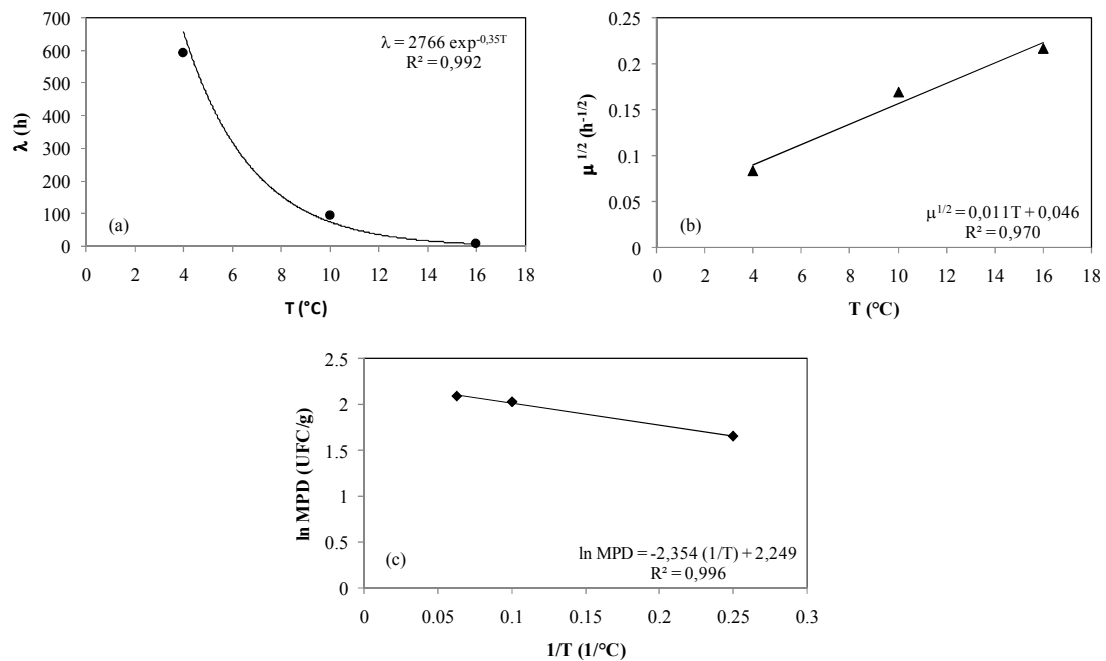 700
600
500
400
300
200
100
0
λ (h)
λ = 2766 exp-0,35T
R² = 0,992
(a)
0 2 4 6 8 10 12 14 16 18
T (°C)
0.25
0.2
0.15
0.1
0.05
0
μ 1/2 (h-1/2)
(b)
μ1/2 = 0,011T + 0,046
R² = 0,970
0 2 4 6 8 10 12 14 16 18
T (°C)
2.5
2
1.5
1
0.5
0
ln MPD (UFC/g)
(c)
ln MPD = -2,354 (1/T) + 2,249
R² = 0,996
0 0.05 0.1 0.15 0.2 0.25 0.3
1/T (1/°C)